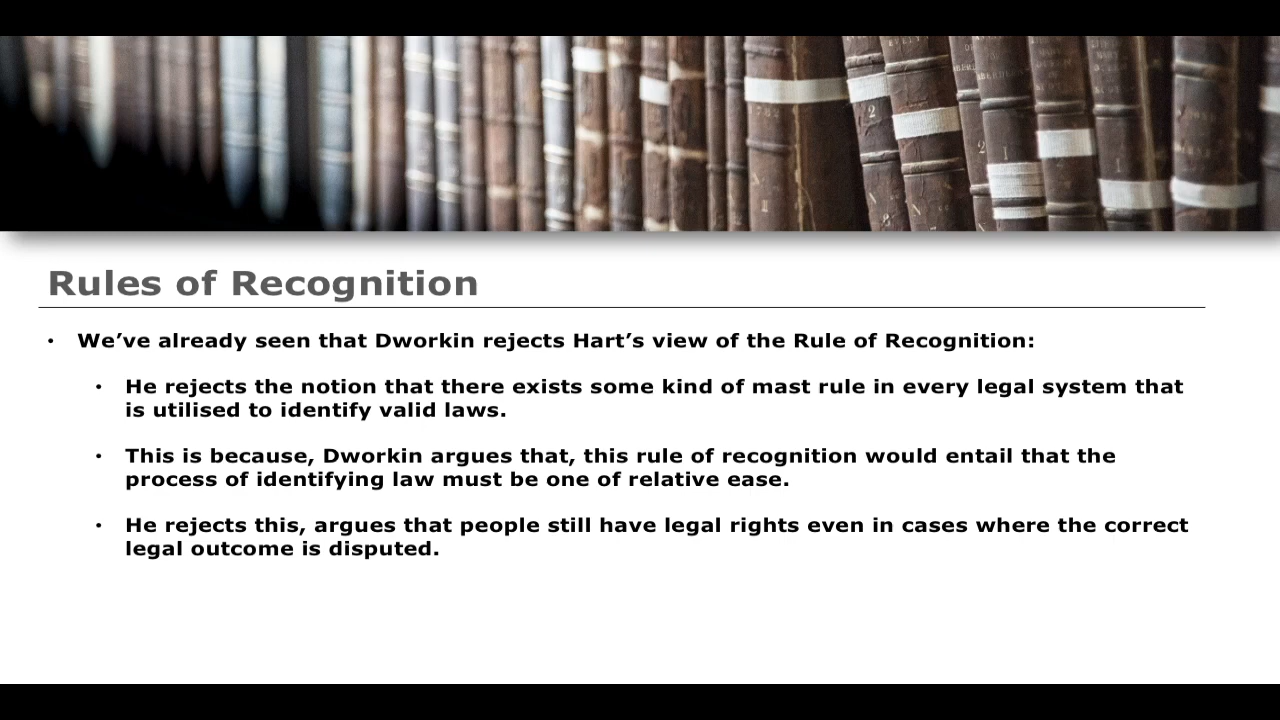 Rules of Recognition
• We’ve already seen that Dworkin rejects Hart’s view of the Rule of Recognition:
• He rejects the notion that there exists some kind of mast rule in every legal system that
is utilised to identify valid laws.
• This is because, Dworkin argues that, this rule of recognition would entail that the
process of identifying law must be one of relative ease.
• He rejects this, argues that people still have legal rights even in cases where the correct
legal outcome is disputed.